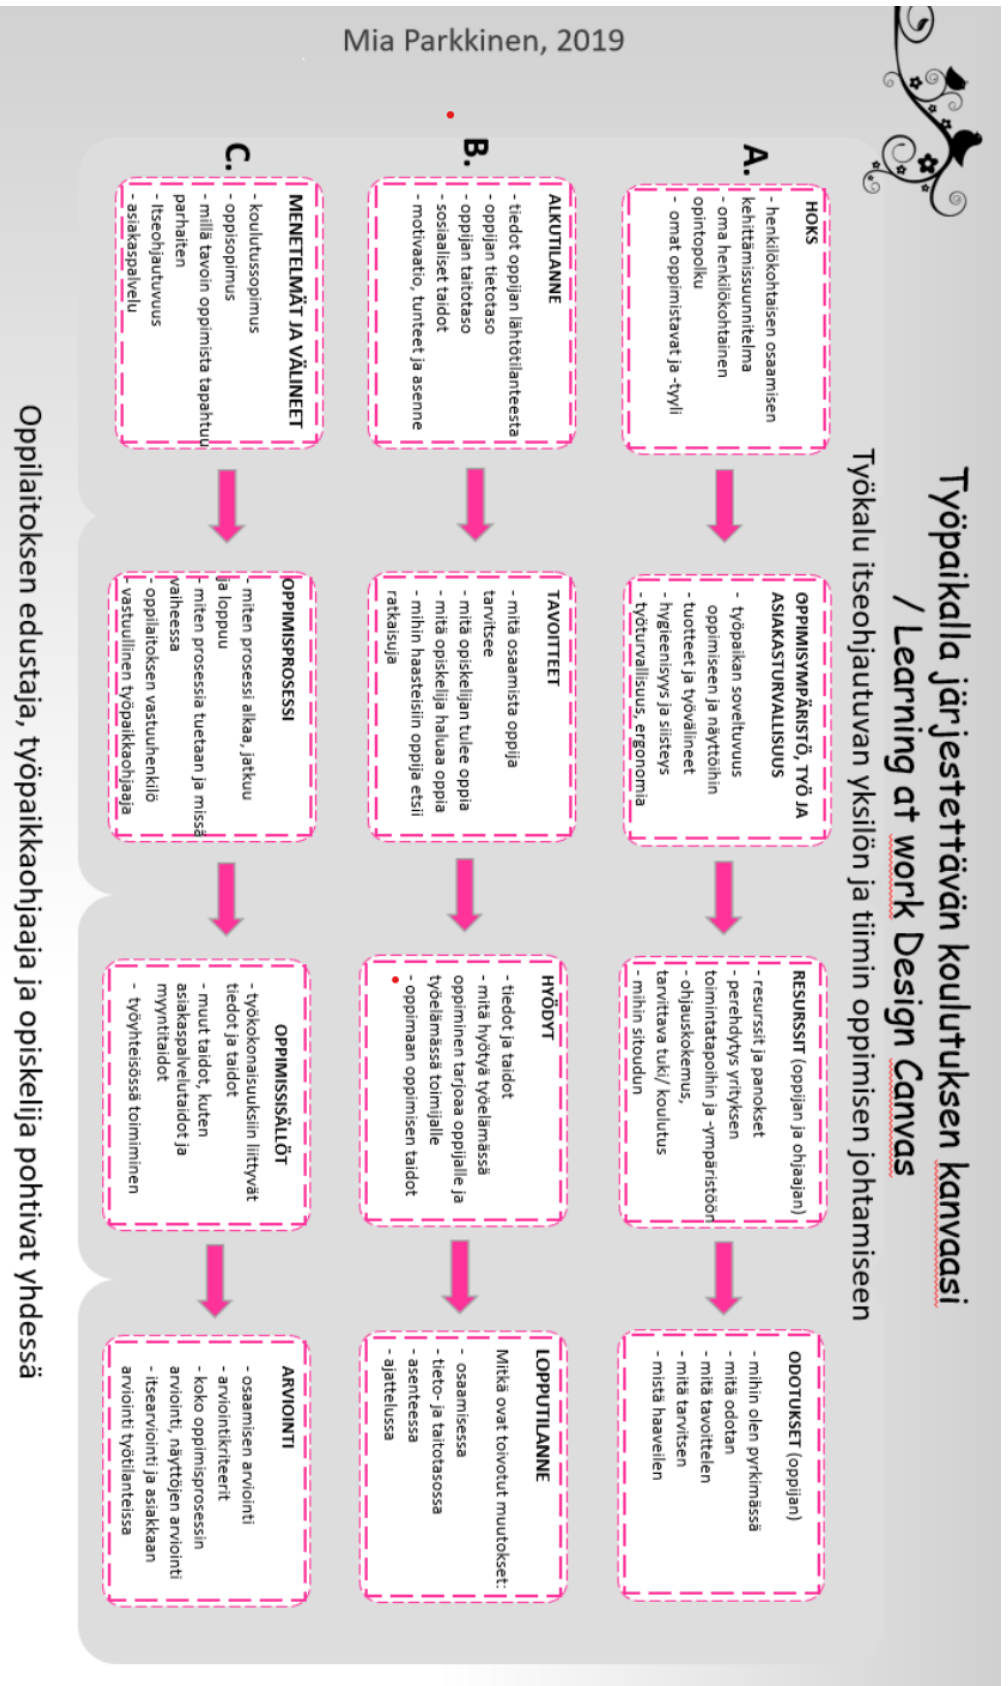 Mia Parkkinen, 2019
Työpaikalla järjestettävän koulutuksen kanvaasi
/ Learning at work Design Canvas
Työkalu itseohjautuvan yksilön ja tiimin oppimisen johtamiseen
A.
HOKS
- henkilökohtaisen osaamisen
kehittämissuunnitelma
- oma henkilökohtainen
opintopolku
- omat oppimistavat ja -tyyli
OPPIMISYMPÄRISTÖ, TYÖ JA
ASIAKASTURVALLISUUS
- työpaikan soveltuvuus
oppimiseen ja näyttöihin
- tuotteet ja työvälineet
- hygieenisyys ja siisteys
- työturvallisuus, ergonomia
RESURSSIT (oppijan ja ohjaajan)
- resurssit ja panokset
- perehdytys yrityksen
toimintatapoihin ja -ympäristöön
- ohjauskokemus,
tarvittava tuki/ koulutus
- mihin sitoudun
ODOTUKSET (oppijan)
- mihin olen pyrkimässä
- mitä odotan
- mitä tavoittelen
- mitä tarvitsen
- mistä haaveilen
B.
ALKUTILANNE
- tiedot oppijan lähtötilanteesta
- oppijan tietotaso
- oppijan taitotaso
- sosiaaliset taidot
- motivaatio, tunteet ja asenne
TAVOITTEET
- mitä osaamista oppija
tarvitsee
- mitä opiskelijan tulee oppia
- mitä opiskelija haluaa oppia
- mihin haasteisiin oppija etsii
ratkaisuja
HYÖDYT
- tiedot ja taidot
- mitä hyötyä työelämässä
oppiminen tarjoaa oppijalle ja
työelämässä toimijalle
- oppimaan oppimisen taidot
LOPPUTILANNE
Mitkä ovat toivotut muutokset:
- osaamisessa
- tieto- ja taitotasossa
- asenteessa
- ajattelussa
C.
MENETELMÄT JA VÄLINEET
- koulutussopimus
- oppisopimus
- millä tavoin oppimista tapahtuu
parhaiten
- Itseohjautuvuus
- asiakaspalvelu
OPPIMISPROSESSI
- miten prosessi alkaa, jatkuu
ja loppuu
- miten prosessia tuetaan ja missä
vaiheessa
- oppilaitoksen vastuuhenkilö
- vastuullinen työpaikkaohjaaja
OPPIMISSISÄLLÖT
- työkokonaisuuksiin liittyvät
tiedot ja taidot
- muut taidot, kuten
asiakaspalvelutaidot ja
myyntitaidot
- työyhteisössä toimiminen
ARVIOINTI
- osaamisen arviointi
- arviointikriteerit
- koko oppimisprosessin
arviointi, näyttöjen arviointi
- itsearviointi ja asiakkaan
arviointi työtilanteissa
Oppilaitoksen edustaja, työpaikkaohjaaja ja opiskelija pohtivat yhdessä